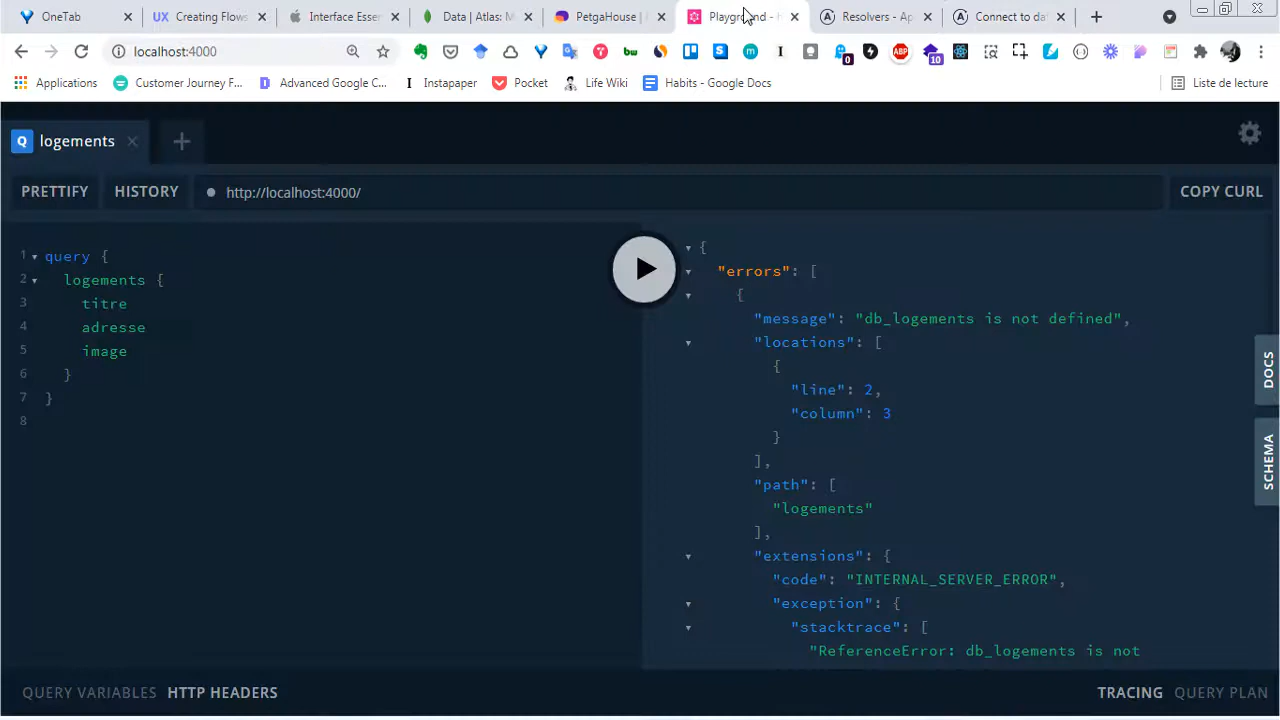 OneTab
Creating Flows
Interface Essen
Data | Atlas: M
PetgaHouse |
Playground - h
Resolvers - Ap
Connect to da
localhost:4000
Applications
Customer Journey F...
Advanced Google C...
Instapaper
Pocket
Life Wiki
Habits - Google Docs
Liste de lecture
Q logements
PRETTIFY
HISTORY
http://localhost:4000/
COPY CURL
1 query {
2 logements {
3 titre
4 adresse
5 image
6 }
7 }
8
{
"errors": [
{
"message": "db_logements is not defined",
"locations": [
{
"line": 2,
"column": 3
}
],
"path": [
"logements"
],
"extensions": {
"code": "INTERNAL_SERVER_ERROR",
"exception": {
"stacktrace": [
"ReferenceError: db_logements is not
DOCS
SCHEMA
QUERY VARIABLES
HTTP HEADERS
TRACING
QUERY PLAN